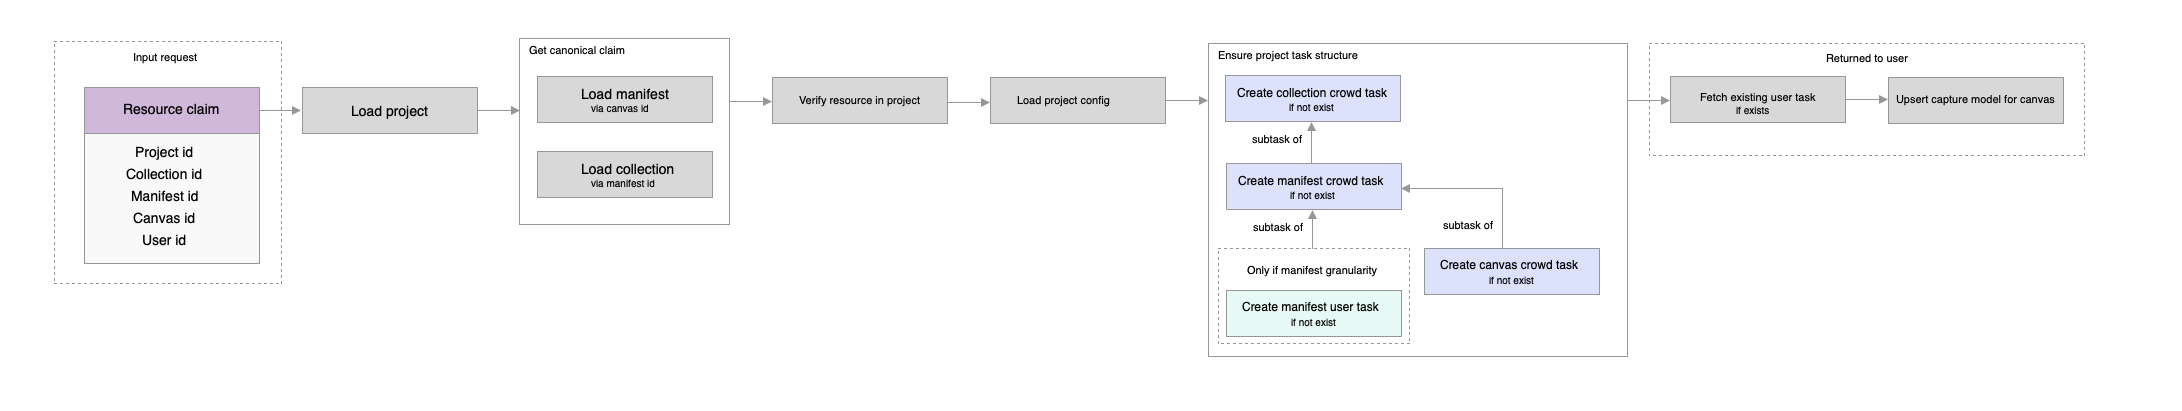 Input request
Resource claim
Project id
Collection id
Manifest id
Canvas id
User id
Load project
Get canonical claim
Load manifest
via canvas id
Load collection
via manifest id
Verify resource in project
Load project config
Ensure project task structure
Create collection crowd task
if not exist
subtask of
Create manifest crowd task
if not exist
subtask of
subtask of
Only if manifest granularity
Create manifest user task
if not exist
Create canvas crowd task
if not exist
Returned to user
Fetch existing user task
if exists
Upsert capture model for canvas